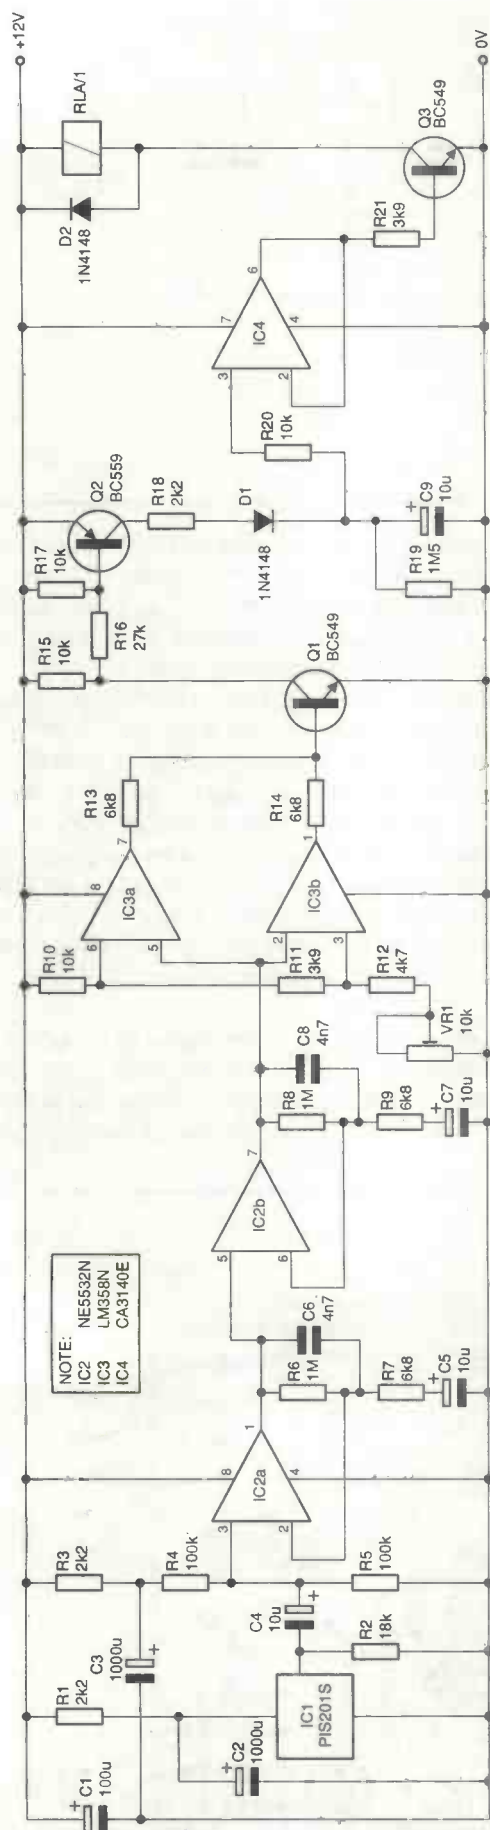 +12V
0V
C1
100u
R1
2k2
C2
1000u
C3
1000u
R3
2k2
R4
100k
IC1
PIS201S
C4
10u
R2
18k
R5
100k
3
2
8
4
1
IC2a
R6
1M
C6
4n7
R7
6k8
C5
10u
NOTE:
IC2 NE5532N
IC3 LM358N
IC4 CA3140E
5
6
7
IC2b
R8
1M
C8
4n7
R9
6k8
C7
10u
R10
10k
R11
3k9
R12
4k7
VR1
10k
6
5
8
7
IC3a
2
3
1
IC3b
R13
6k8
R14
6k8
Q1
BC549
R15
10k
R16
27k
R17
10k
Q2
BC559
R18
2k2
D1
1N4148
R19
1M5
C9
10u
R20
10k
3
2
7
4
6
IC4
R21
3k9
D2
1N4148
RLA/1
Q3
BC549